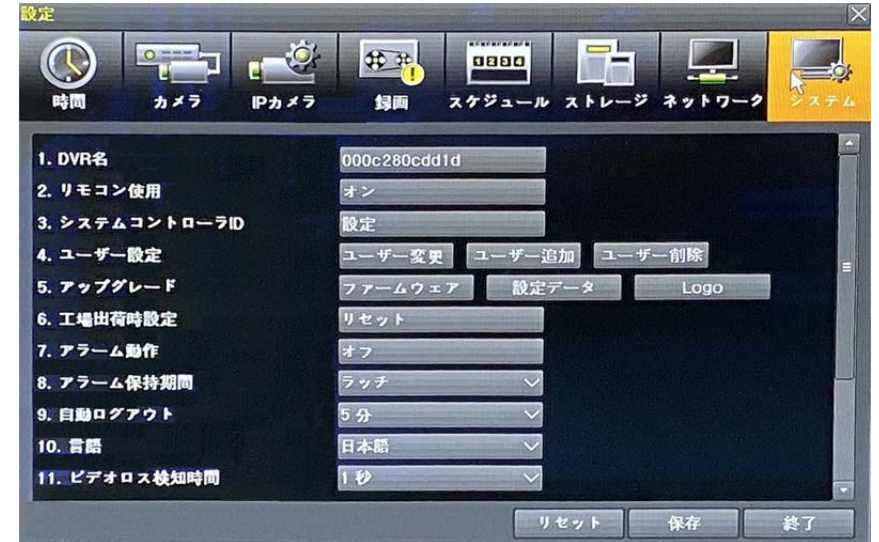 設定
時間 カメラ IPカメラ 録画 スケジュール ストレージ ネットワーク システム
1234
1. DVR名 000c280cdd1d
2. リモコン使用 オン
3. システムコントローラID 設定
4. ユーザー設定 ユーザー変更 ユーザー追加 ユーザー削除
5. アップグレード ファームウェア 設定データ Logo
6. 工場出荷時設定 リセット
7. アラーム動作 オフ
8. アラーム保持期間 ラッチ
9. 自動ログアウト 5 分
10. 言語 日本語
11. ビデオロス検知時間 1 秒
リセット 保存 終了